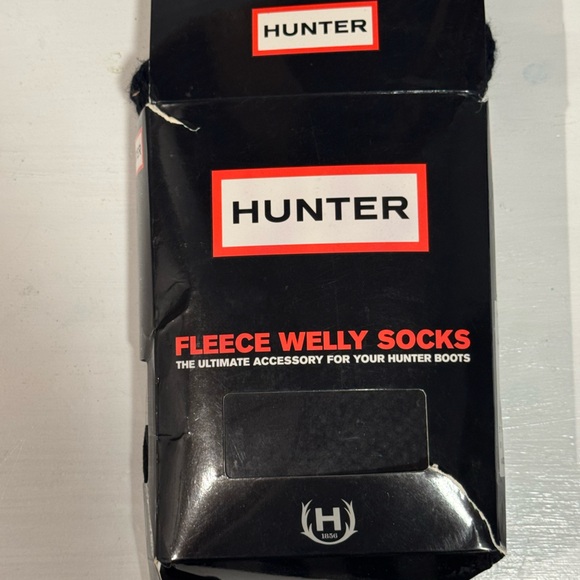 HUNTER
HUNTER
FLEECE WELLY SOCKS
THE ULTIMATE ACCESSORY FOR YOUR HUNTER BOOTS
H
1856